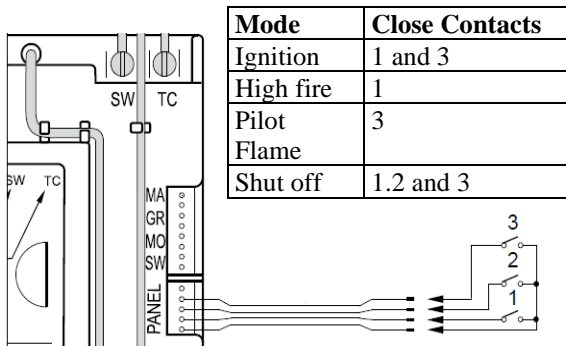 Mode Close Contacts
Ignition 1 and 3
High fire 1
Pilot
Flame 3
Shut off 1.2 and 3
SW TC
SW TC
MA
GR
MO
SW
PANEL
3
2
1